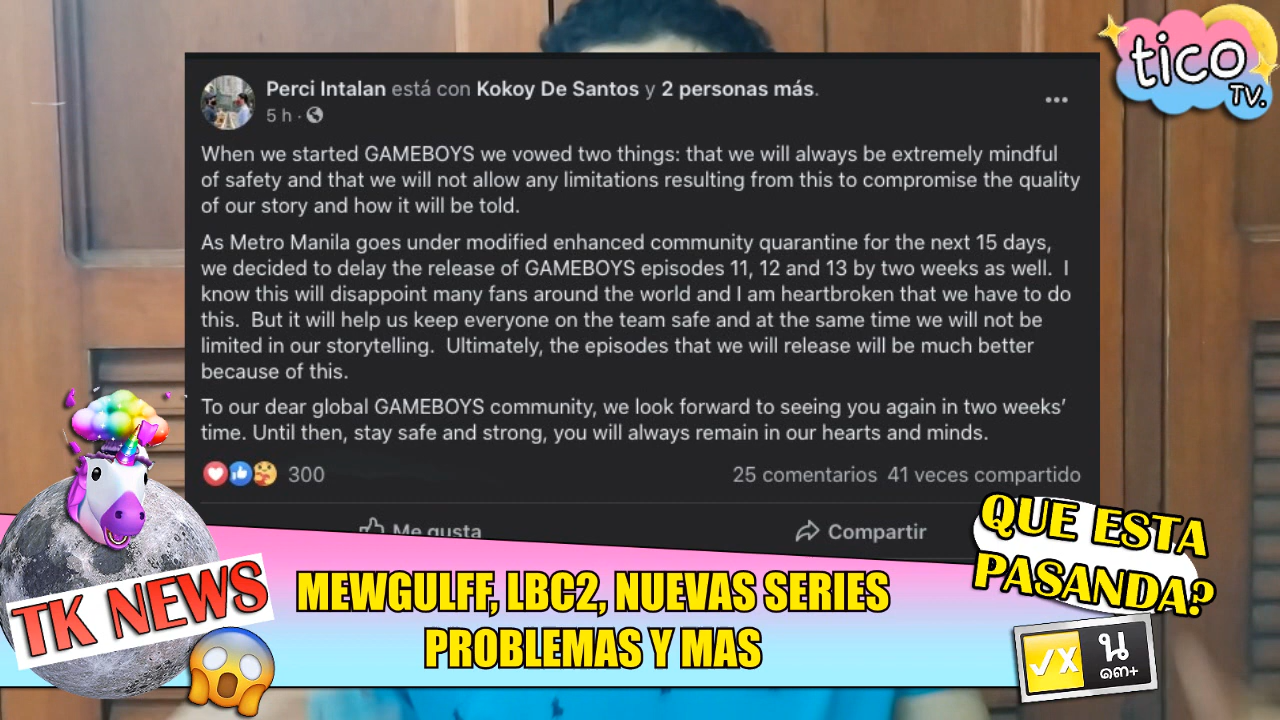 tico
TV.
Perci Intalan está con Kokoy De Santos y 2 personas más.
5 h ·
When we started GAMEBOYS we vowed two things: that we will always be extremely mindful
of safety and that we will not allow any limitations resulting from this to compromise the quality
of our story and how it will be told.
As Metro Manila goes under modified enhanced community quarantine for the next 15 days,
we decided to delay the release of GAMEBOYS episodes 11, 12 and 13 by two weeks as well.  I
know this will disappoint many fans around the world and I am heartbroken that we have to do
this.  But it will help us keep everyone on the team safe and at the same time we will not be
limited in our storytelling.  Ultimately, the episodes that we will release will be much better
because of this.
To our dear global GAMEBOYS community, we look forward to seeing you again in two weeks’
time. Until then, stay safe and strong, you will always remain in our hearts and minds.
300
25 comentarios 41 veces compartido
Me gusta
Compartir
QUE ESTA
PASANDA?
TK NEWS
MEWGULFF, LBC2, NUEVAS SERIES
PROBLEMAS Y MAS
√X
น
๑๓+